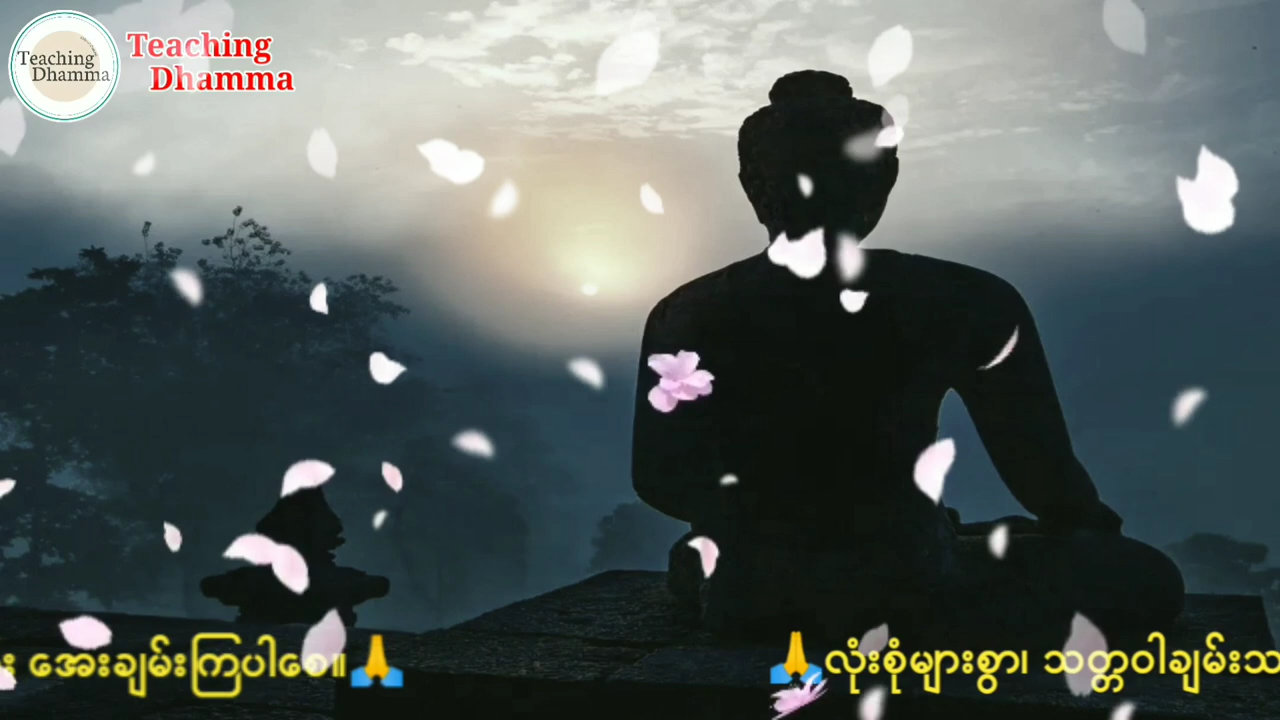 Teaching
Dhamma
Teaching
Dhamma
အေးချမ်းကြပါစေ။🙏 🙏လုံးစုံများစွာ၊ သတ္တဝါချမ်းသ